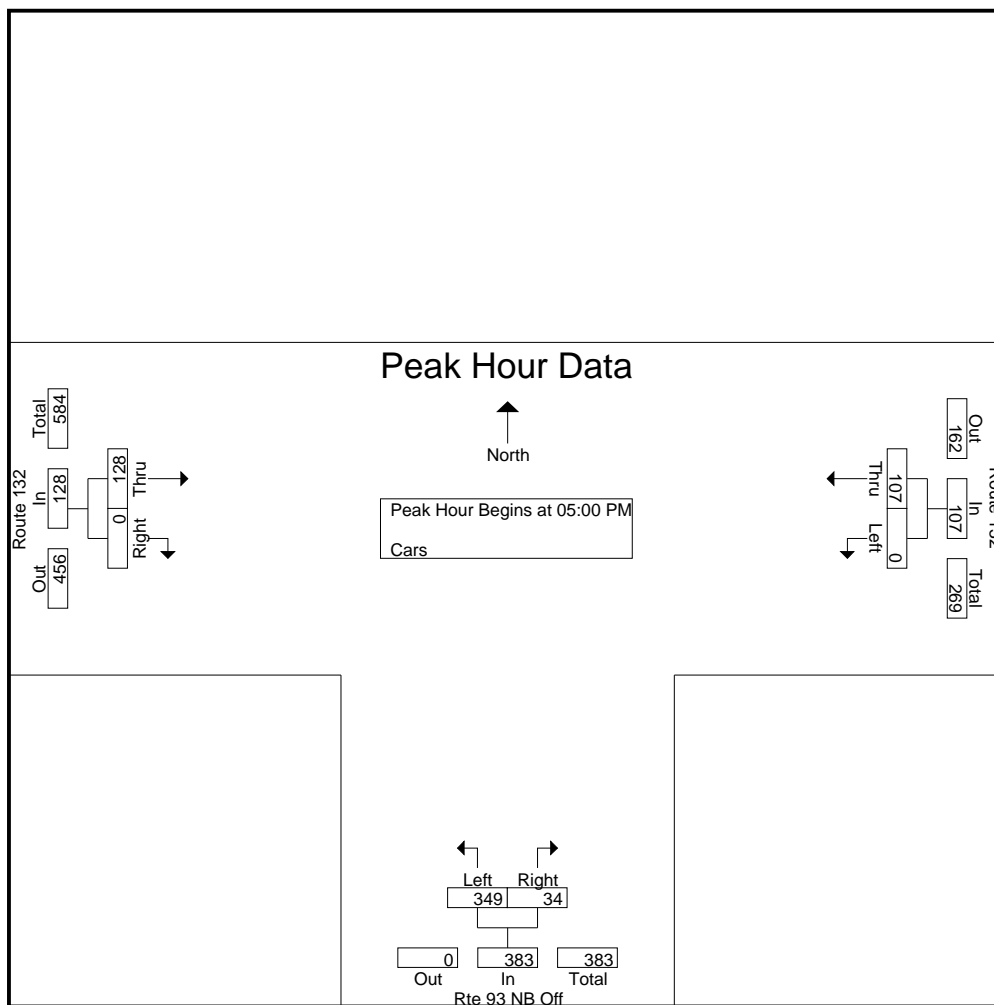 Peak Hour Data
North
Peak Hour Begins at 05:00 PM
Cars
Route 132
Total
584
In
128
Out
456
128
Thru
0
Right
Out
162
In
107
Total
269
Thru
107
Left
0
Left
Right
349
34
0
383
383
Out
In
Total
Rte 93 NB Off